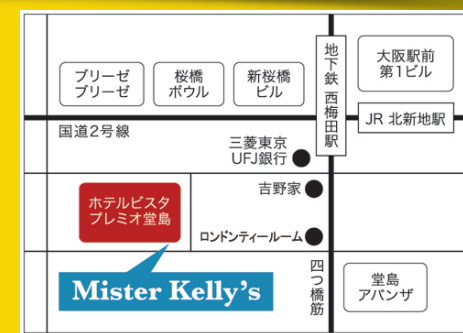 ブリーゼ
ブリーゼ
桜橋
ボウル
新桜橋
ビル
地下鉄 西梅田駅
大阪駅前
第1ビル
JR 北新地駅
国道2号線
三菱東京
UFJ銀行
吉野家
ホテルビスタ
プレミオ堂島
ロンドンティールーム
Mister Kelly's
四つ橋筋
堂島
アバンザ